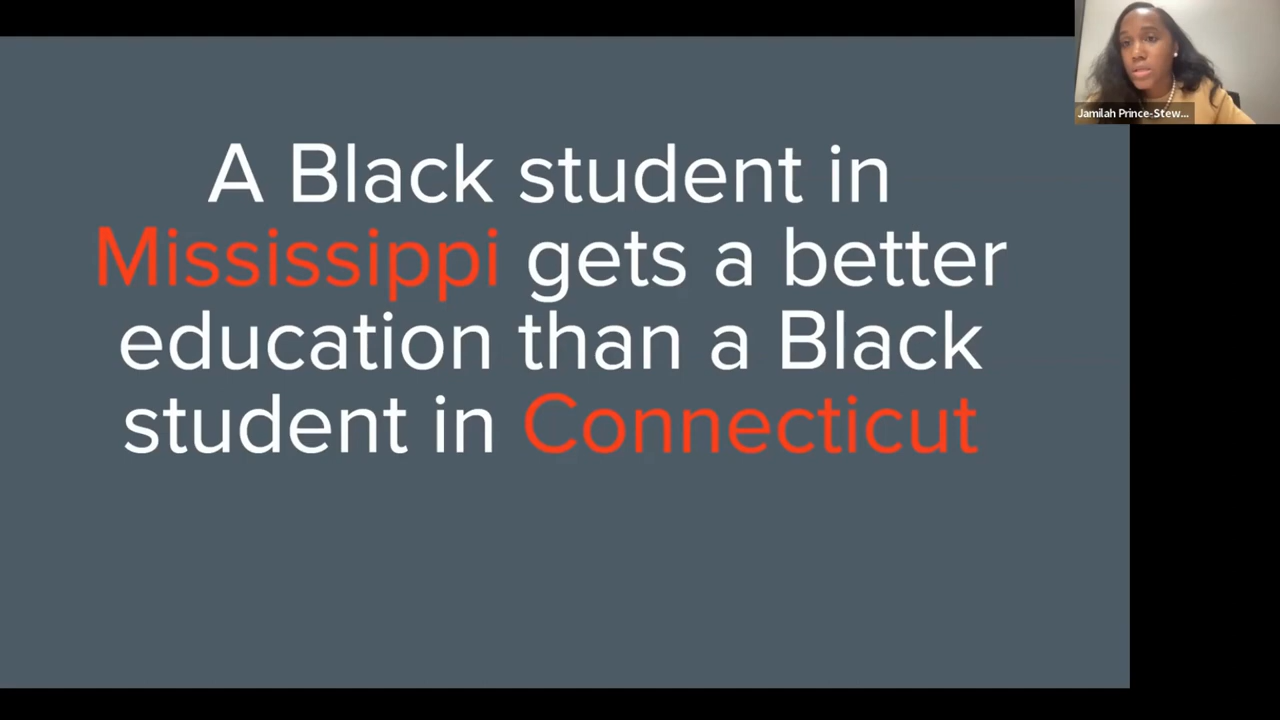 A Black student in
Mississippi gets a better
education than a Black
student in Connecticut
Jamilah Prince-Stew...